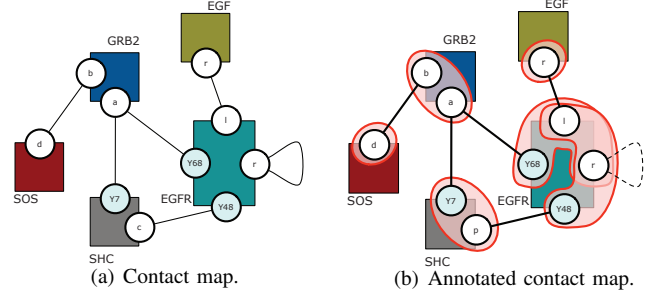 EGF
r
GRB2
b
a
d
SOS
l
Y68
r
EGFR
Y48
Y7
c
SHC
(a) Contact map.
EGF
r
GRB2
b
a
d
SOS
l
Y68
r
EGFR
Y48
Y7
p
SHC
(b) Annotated contact map.